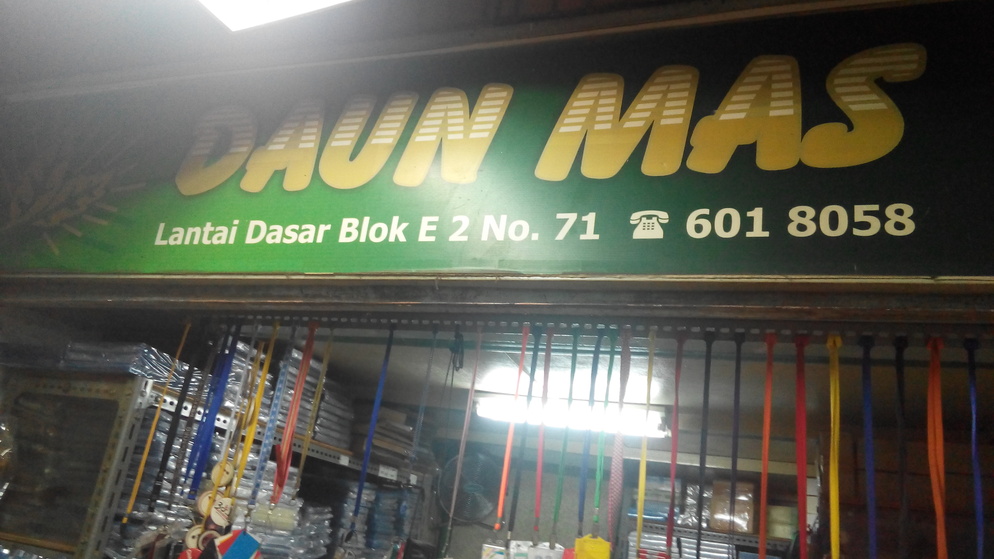 DAUN MAS
Lantai Dasar Blok E 2 No. 71 ☎ 601 8058